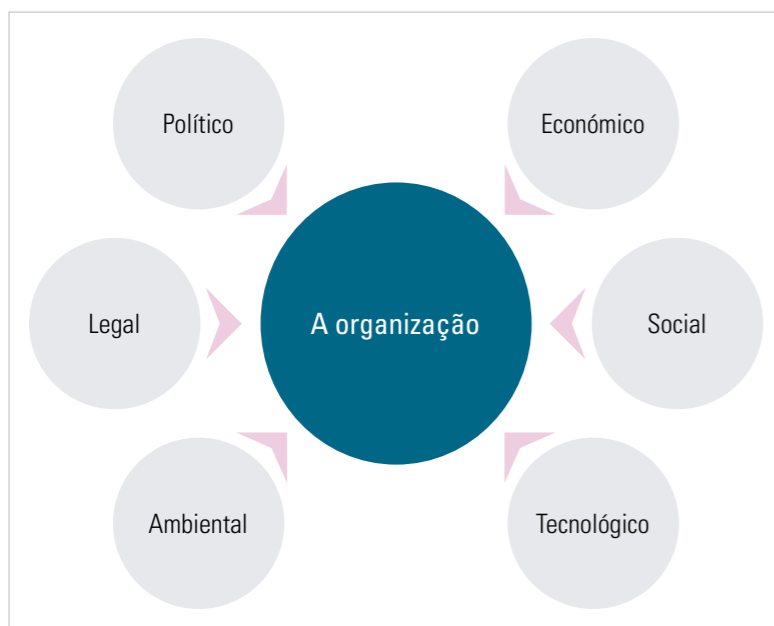 Político
Económico
Legal
A organização
Social
Ambiental
Tecnológico